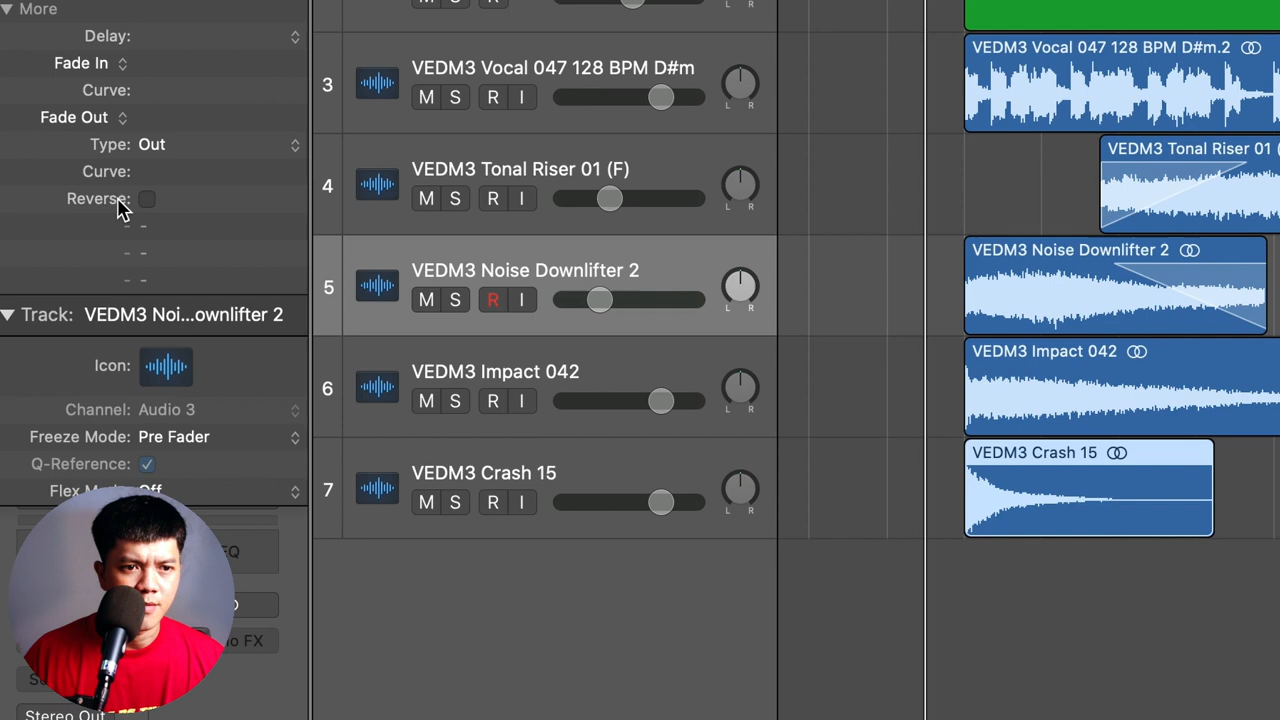 More
Delay:
Fade In
Curve:
Fade Out
Type: Out
Curve:
Reverse:
- -
- -
- -
Track: VEDM3 Noi...ownlifter 2
Icon:
Channel: Audio 3
Freeze Mode: Pre Fader
Q-Reference:
Off
EQ
Stereo Out
L R
3
VEDM3 Vocal 047 128 BPM D#m
M S R I
L R
4
VEDM3 Tonal Riser 01 (F)
M S R I
L R
5
VEDM3 Noise Downlifter 2
M S R I
L R
6
VEDM3 Impact 042
M S R I
L R
7
VEDM3 Crash 15
M S R I
L R
VEDM3 Vocal 047 128 BPM D#m.2
VEDM3 Tonal Riser 01
VEDM3 Noise Downlifter 2
VEDM3 Impact 042
VEDM3 Crash 15